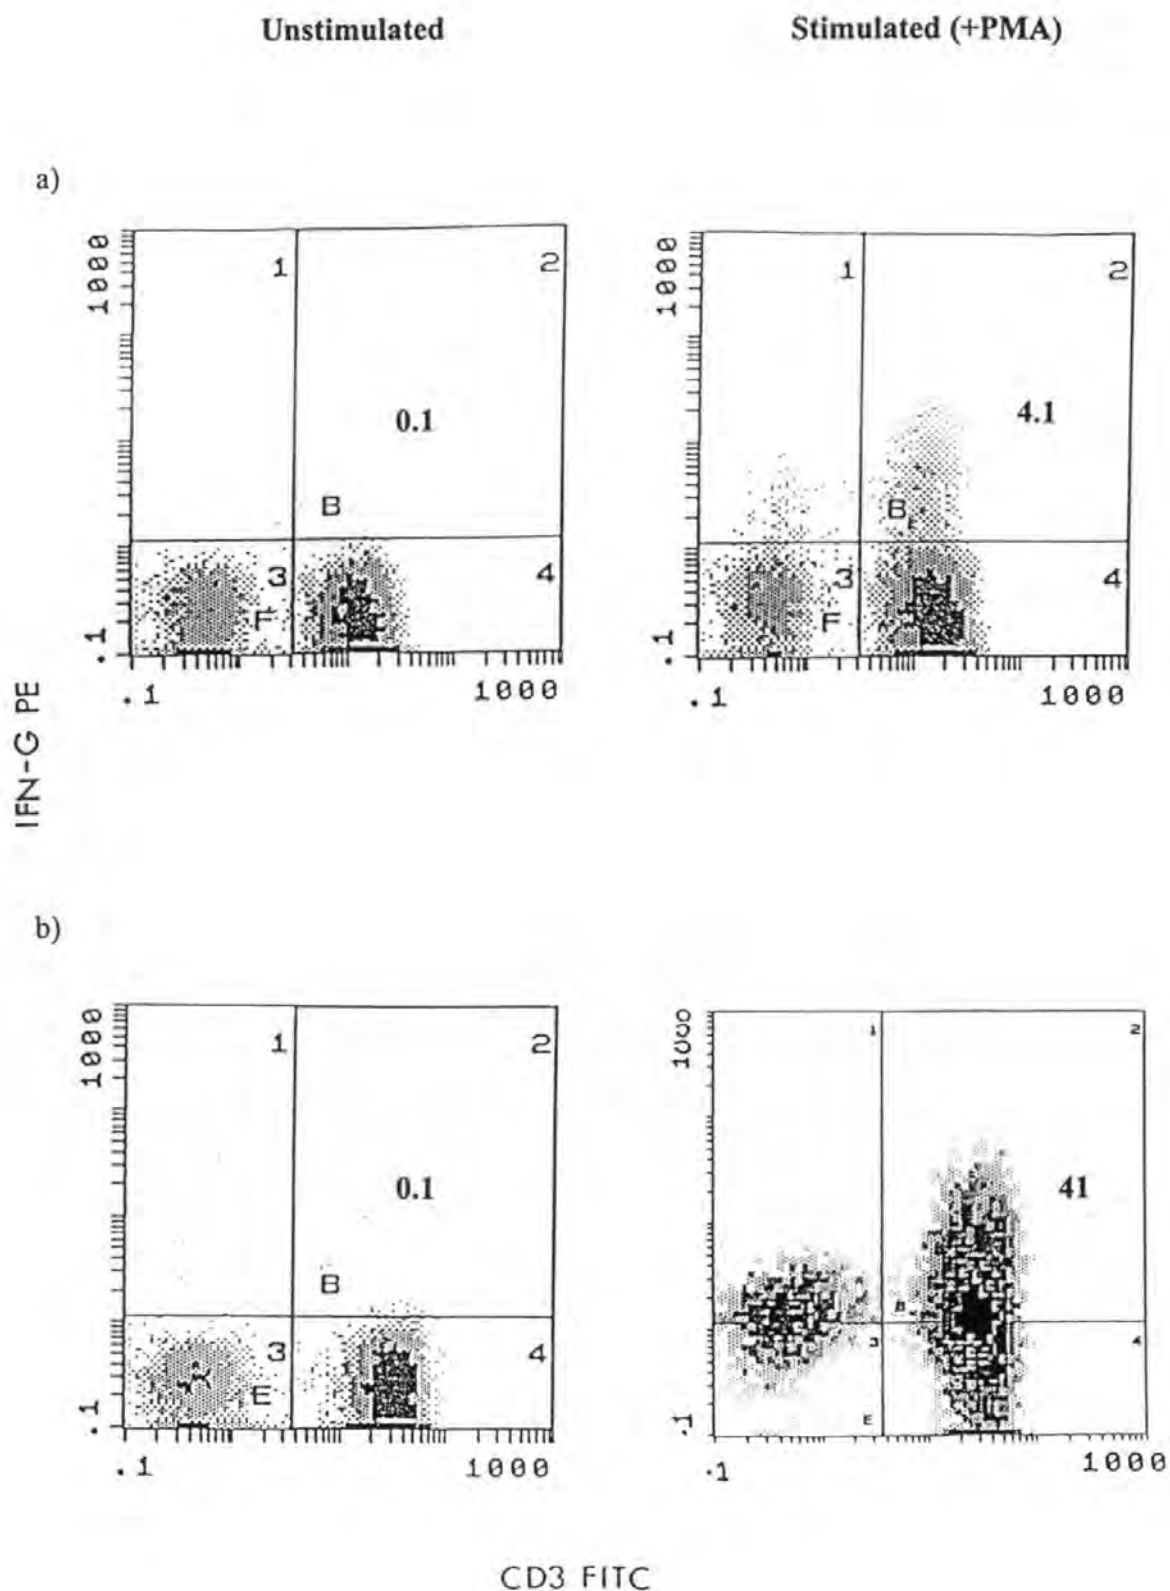 Unstimulated Stimulated (+PMA)
a)
1000 1 2 1000 1 2
0.1 4.1
B B
3 4 3 4
F F
.1 .1
.1 1000 .1 1000
IFN-G PE
b)
1000 1 2 1000 1 2
0.1 41
B B
3 4 3 4
E E
.1 .1
.1 1000 .1 1000
CD3 FITC